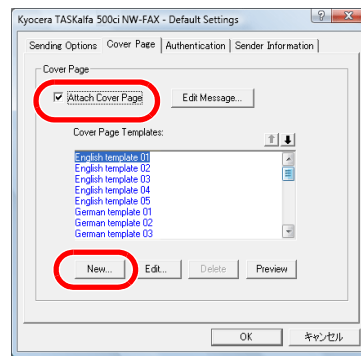 Kyocera TASKalfa 500ci NW-FAX - Default Settings
Sending Options Cover Page Authentication Sender Information
Cover Page
Attach Cover Page Edit Message...
Cover Page Templates:
English template 01
English template 02
English template 03
English template 04
English template 05
German template 01
German template 02
German template 03
New... Edit... Delete Preview
OK キャンセル